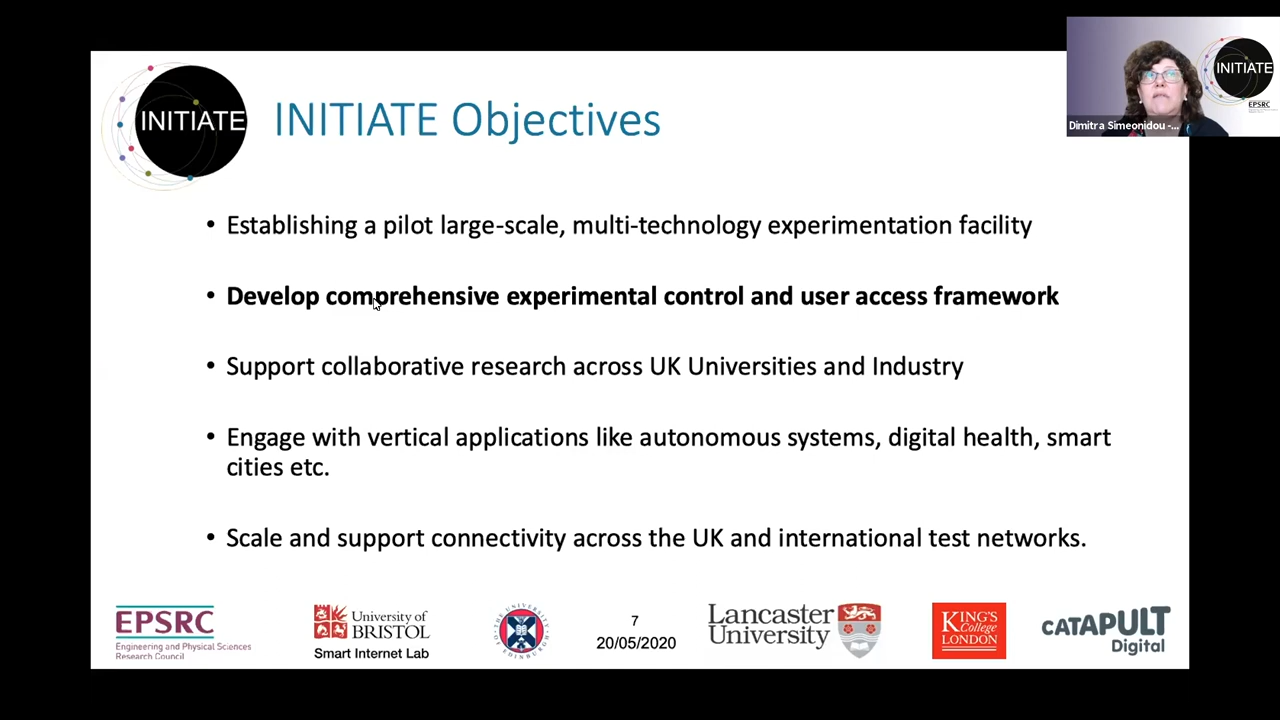 INITIATE
INITIATE Objectives
INITIATE
EPSRC
Dimitra Simeonidou -...
• Establishing a pilot large-scale, multi-technology experimentation facility
• Develop comprehensive experimental control and user access framework
• Support collaborative research across UK Universities and Industry
• Engage with vertical applications like autonomous systems, digital health, smart
cities etc.
• Scale and support connectivity across the UK and international test networks.
EPSRC
Engineering and Physical Sciences
Research Council
University of
BRISTOL
Smart Internet Lab
THE UNIVERSITY OF EDINBURGH
7
20/05/2020
Lancaster
University
KING'S
College
LONDON
CATAPULT
Digital